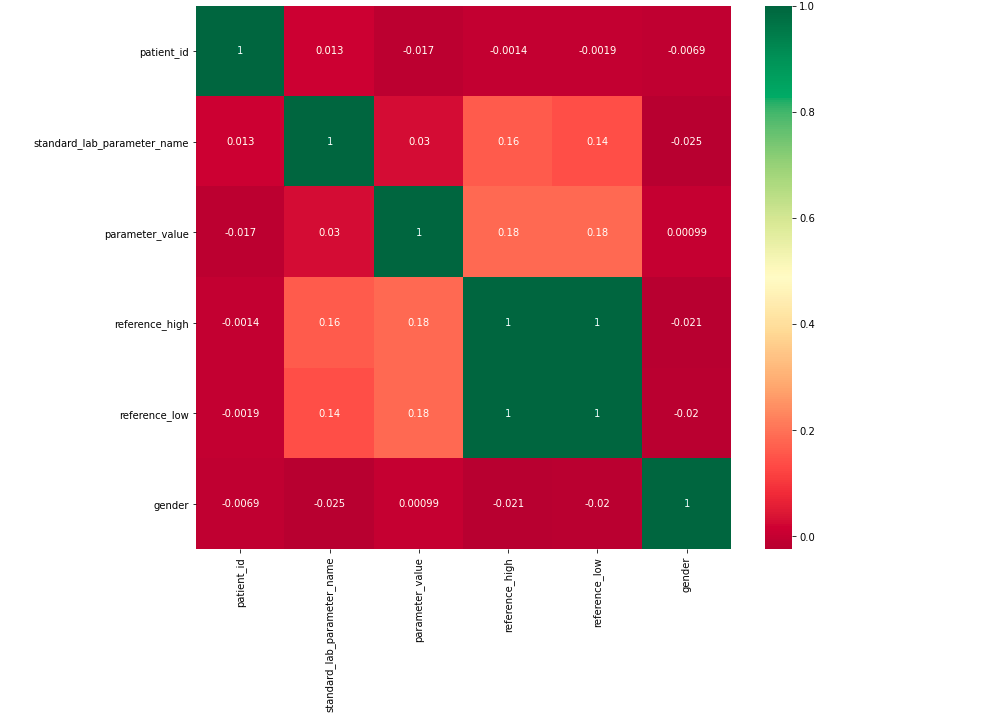 patient_id 1 0.013 -0.017 -0.0014 -0.0019 -0.0069
standard_lab_parameter_name 0.013 1 0.03 0.16 0.14 -0.025
parameter_value -0.017 0.03 1 0.18 0.18 0.00099
reference_high -0.0014 0.16 0.18 1 1 -0.021
reference_low -0.0019 0.14 0.18 1 1 -0.02
gender -0.0069 -0.025 0.00099 -0.021 -0.02 1
patient_id
standard_lab_parameter_name
parameter_value
reference_high
reference_low
gender
1.0
0.8
0.6
0.4
0.2
0.0